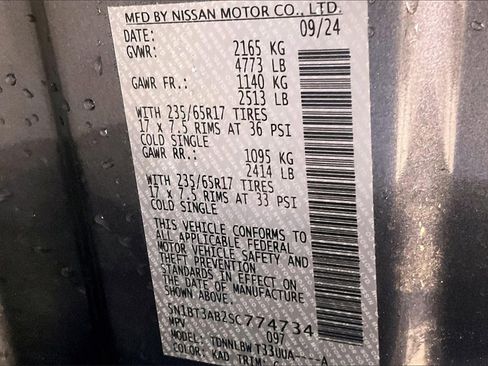 MFD BY NISSAN MOTOR CO., LTD.
DATE: 09/24
GVWR: 2165 KG
4773 LB
GAWR FR.: 1140 KG
2513 LB
WITH 235/65R17 TIRES
17 x 7.5 RIMS AT 36 PSI
COLD SINGLE
GAWR RR.: 1095 KG
2414 LB
WITH 235/65R17 TIRES
17 x 7.5 RIMS AT 33 PSI
COLD SINGLE
THIS VEHICLE CONFORMS TO
ALL APPLICABLE FEDERAL
MOTOR VEHICLE SAFETY AND
THEFT PREVENTION
STANDARDS IN EFFECT ON
THE DATE OF MANUFACTURE
SHOWN ABOVE.
5N1BT3AB2SC774734
MPV 097
MODEL: TDNNLBWT33UUA----A
COLOR: KAD TRIM: